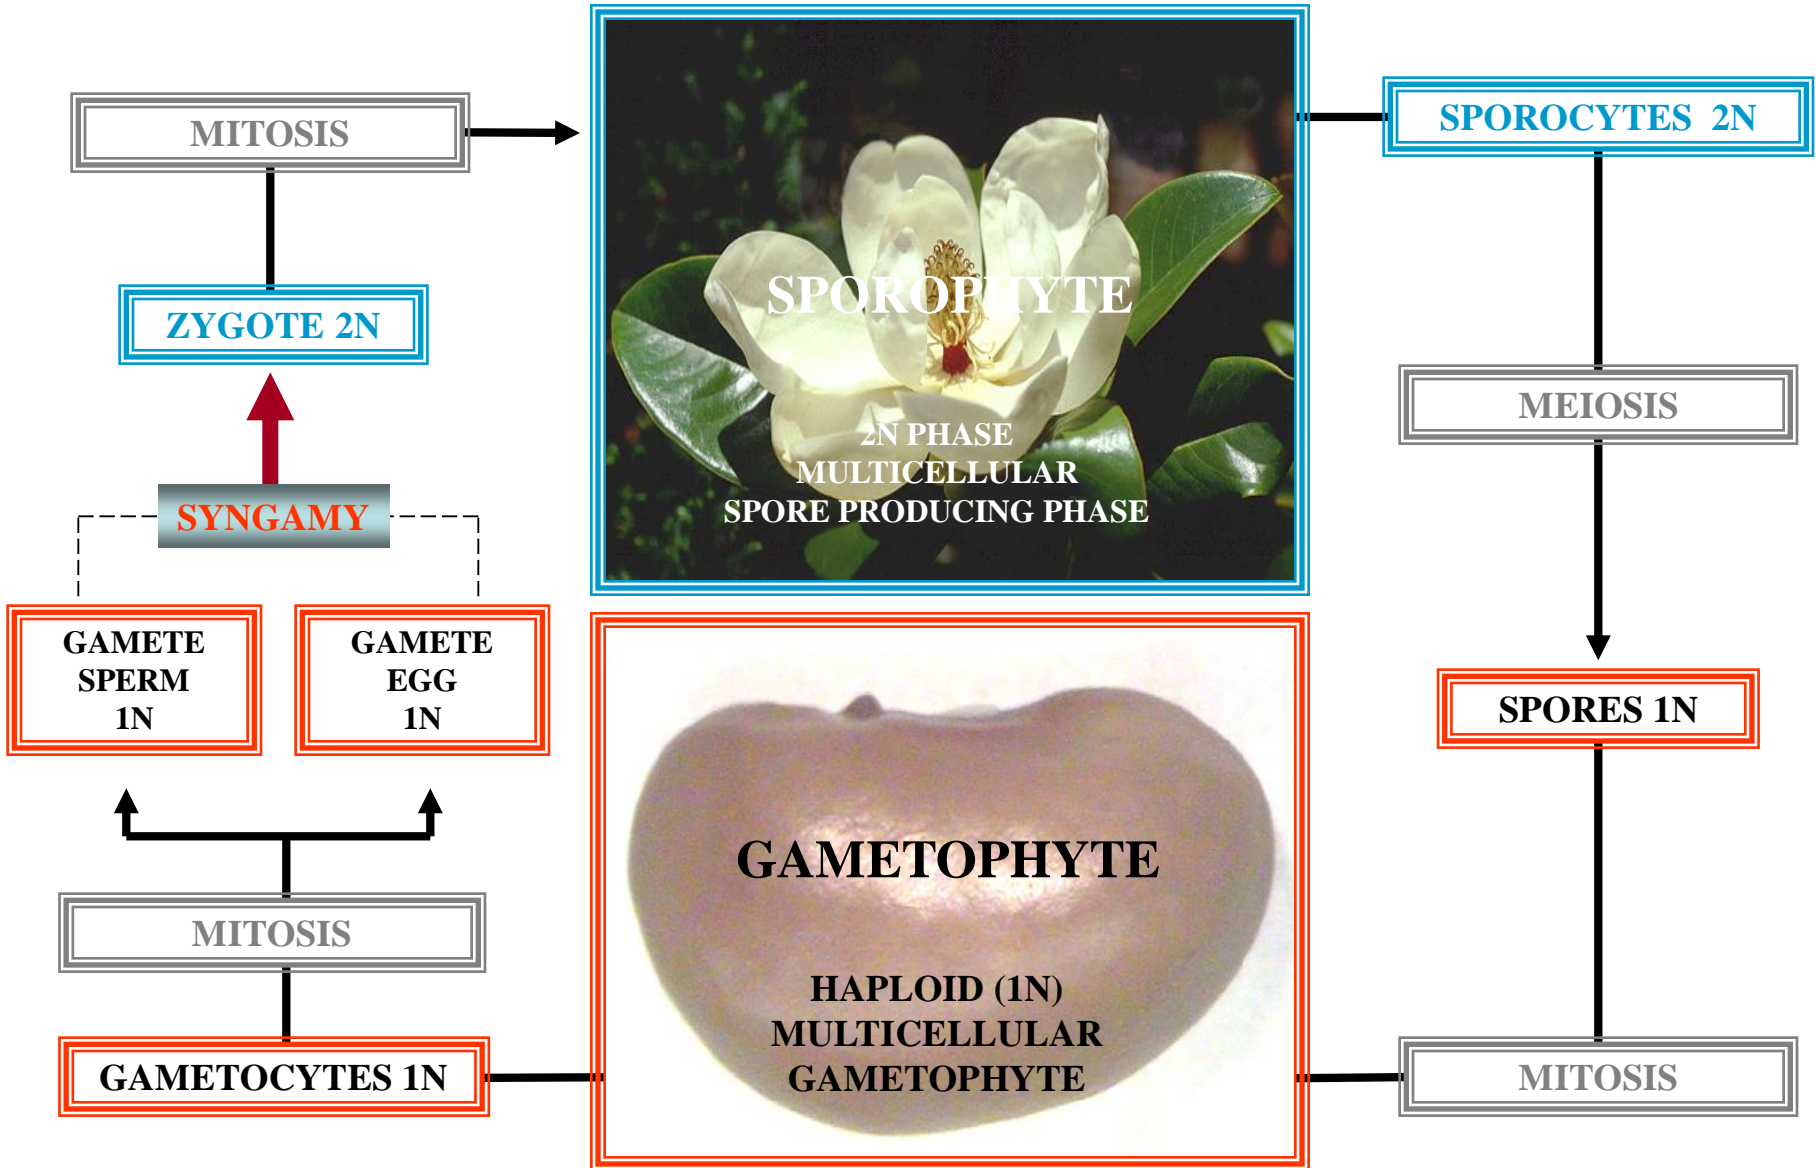 MITOSIS
SPOROCYTES 2N
ZYGOTE 2N
SPOROPHYTE
2N PHASE
MULTICELLULAR
SPORE PRODUCING PHASE
MEIOSIS
SYNGAMY
GAMETE
SPERM
1N
GAMETE
EGG
1N
SPORES 1N
GAMETOPHYTE
HAPLOID (1N)
MULTICELLULAR
GAMETOPHYTE
MITOSIS
GAMETOCYTES 1N
MITOSIS